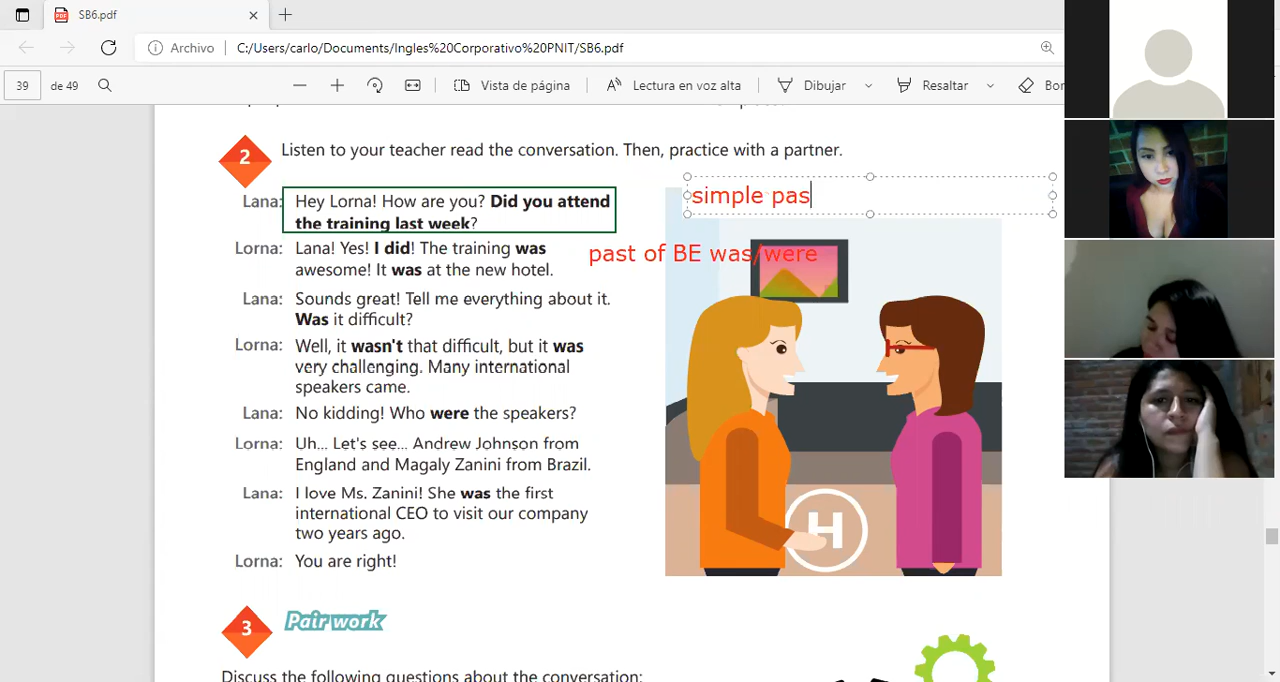 SB6.pdf
Archivo
C:/Users/carlo/Documents/Ingles%20Corporativo%20PNIT/SB6.pdf
39
de 49
Vista de página
Lectura en voz alta
Dibujar
Resaltar
Bor
2
Listen to your teacher read the conversation. Then, practice with a partner.
simple pas
Lana: Hey Lorna! How are you? Did you attend
the training last week?
Lorna: Lana! Yes! I did! The training was
awesome! It was at the new hotel.
past of BE was/were
Lana: Sounds great! Tell me everything about it.
Was it difficult?
Lorna: Well, it wasn't that difficult, but it was
very challenging. Many international
speakers came.
Lana: No kidding! Who were the speakers?
Lorna: Uh... Let's see... Andrew Johnson from
England and Magaly Zanini from Brazil.
Lana: I love Ms. Zanini! She was the first
international CEO to visit our company
two years ago.
Lorna: You are right!
H
3
Pair work
Discuss the following questions about the conversation: